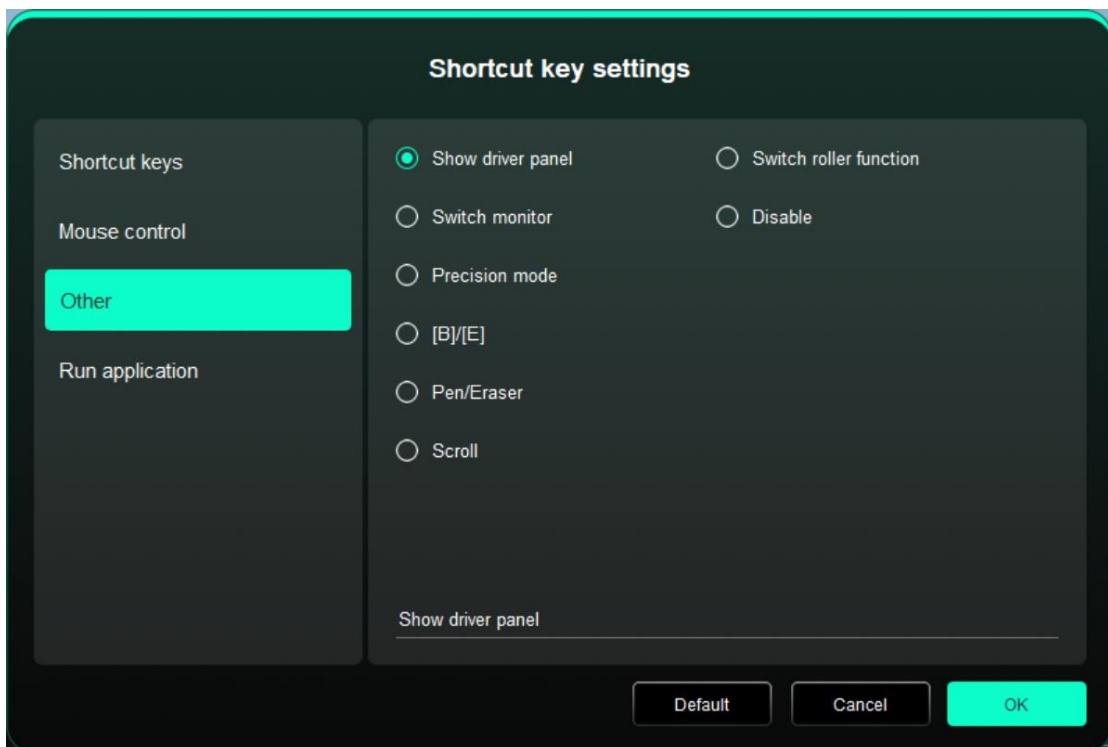 Shortcut key settings
Shortcut keys
Mouse control
Other
Run application
Show driver panel
Switch roller function
Switch monitor
Disable
Precision mode
[B]/[E]
Pen/Eraser
Scroll
Show driver panel
Default
Cancel
OK